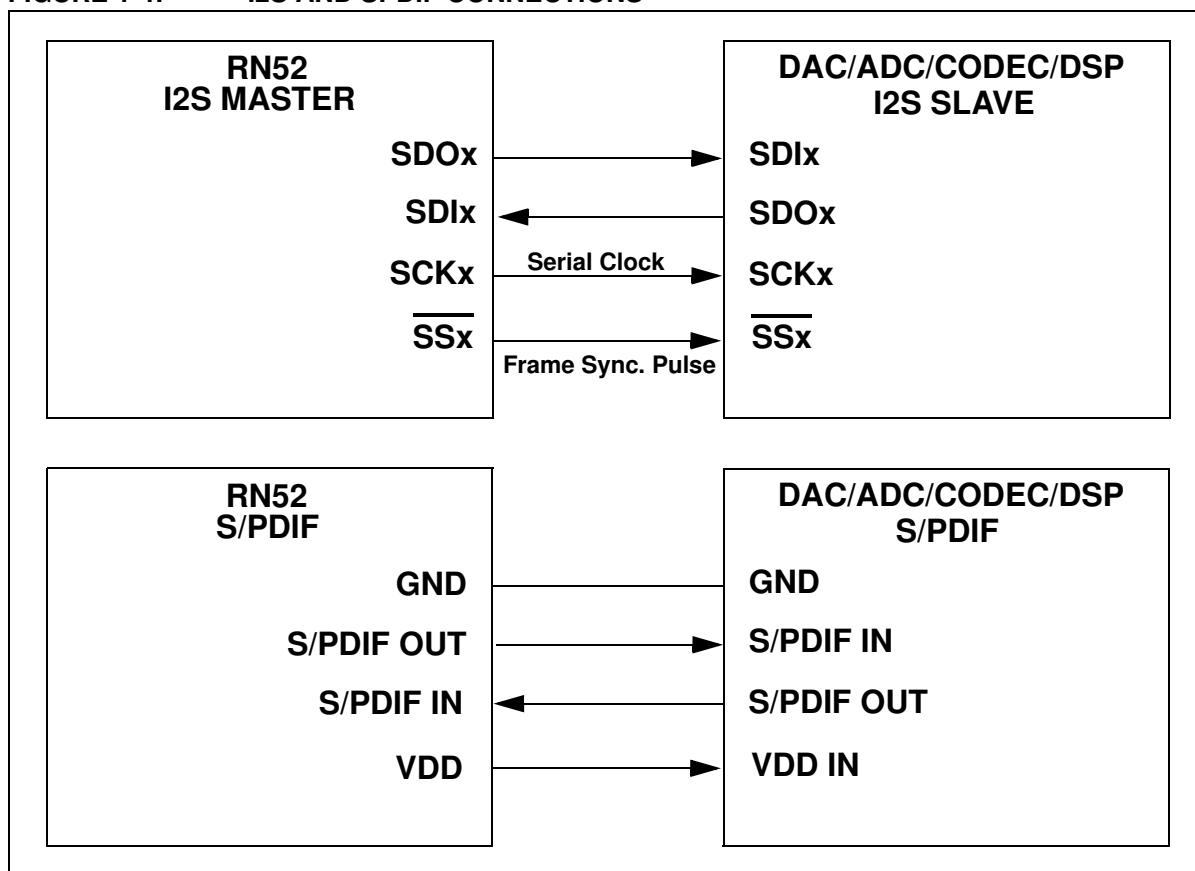 RN52
I2S MASTER
DAC/ADC/CODEC/DSP
I2S SLAVE
SDOx
SDIx
SDIx
SDOx
SCKx
Serial Clock
SCKx
SSx
SSx
Frame Sync. Pulse
RN52
S/PDIF
DAC/ADC/CODEC/DSP
S/PDIF
GND
GND
S/PDIF OUT
S/PDIF IN
S/PDIF IN
S/PDIF OUT
VDD
VDD IN